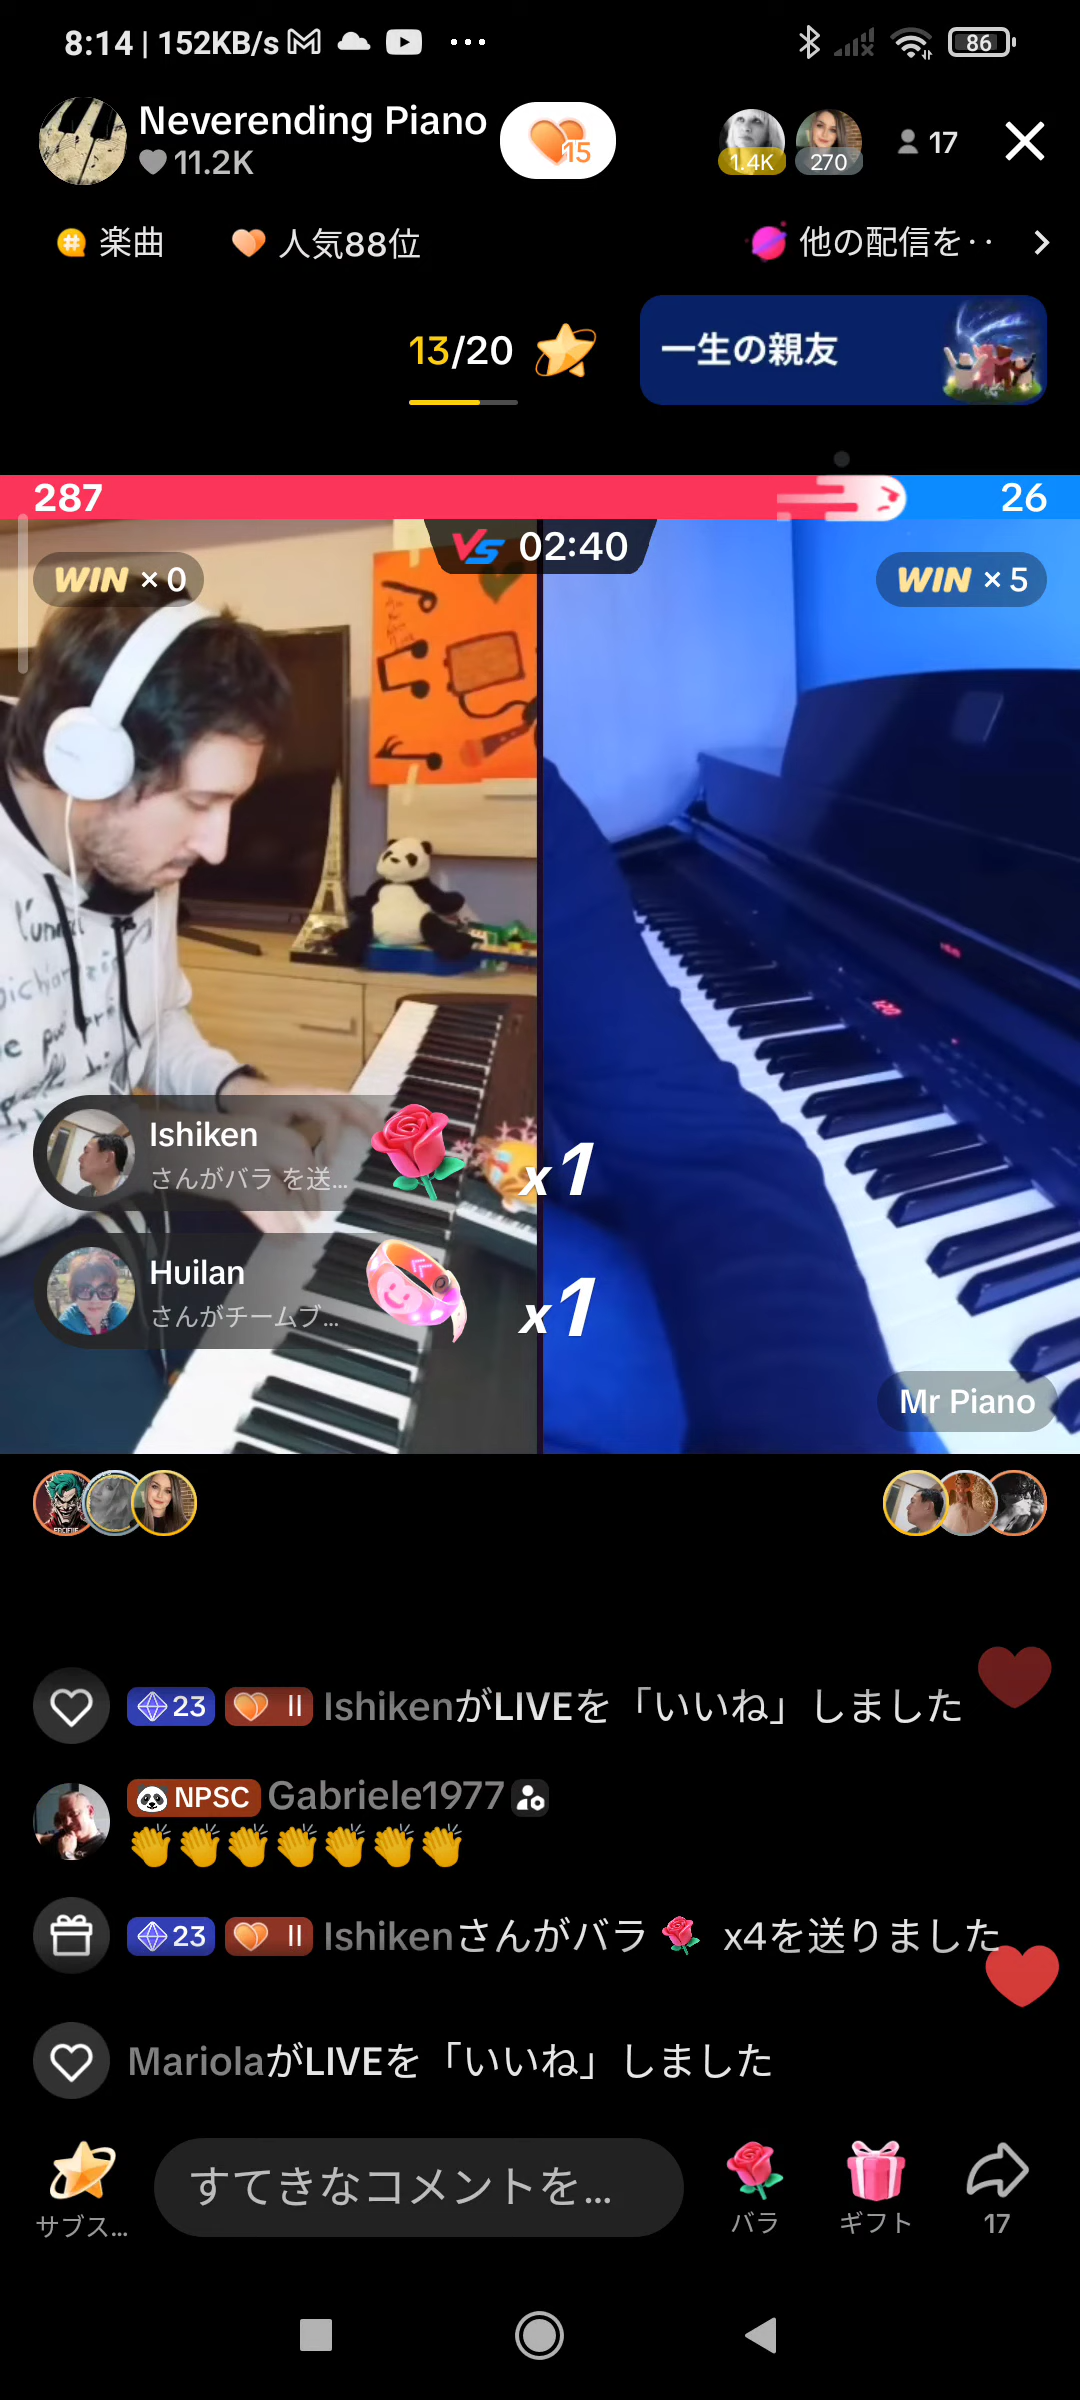 8:14 | 152KB/s
86
Neverending Piano
11.2K
15
1.4K
270
17
楽曲
人気88位
他の配信を··
13/20
一生の親友
287
26
VS 02:40
WIN ×0
WIN ×5
Ishiken
さんがバラ を送...
x1
Huilan
さんがチームブ...
x1
Mr Piano
23 II IshikenがLIVEを「いいね」しました
NPSC Gabriele1977
👏👏👏👏👏👏👏
23 II Ishikenさんがバラ🌹 x4を送りました
MariolaがLIVEを「いいね」しました
すてきなコメントを...
サブス...
バラ
ギフト
17